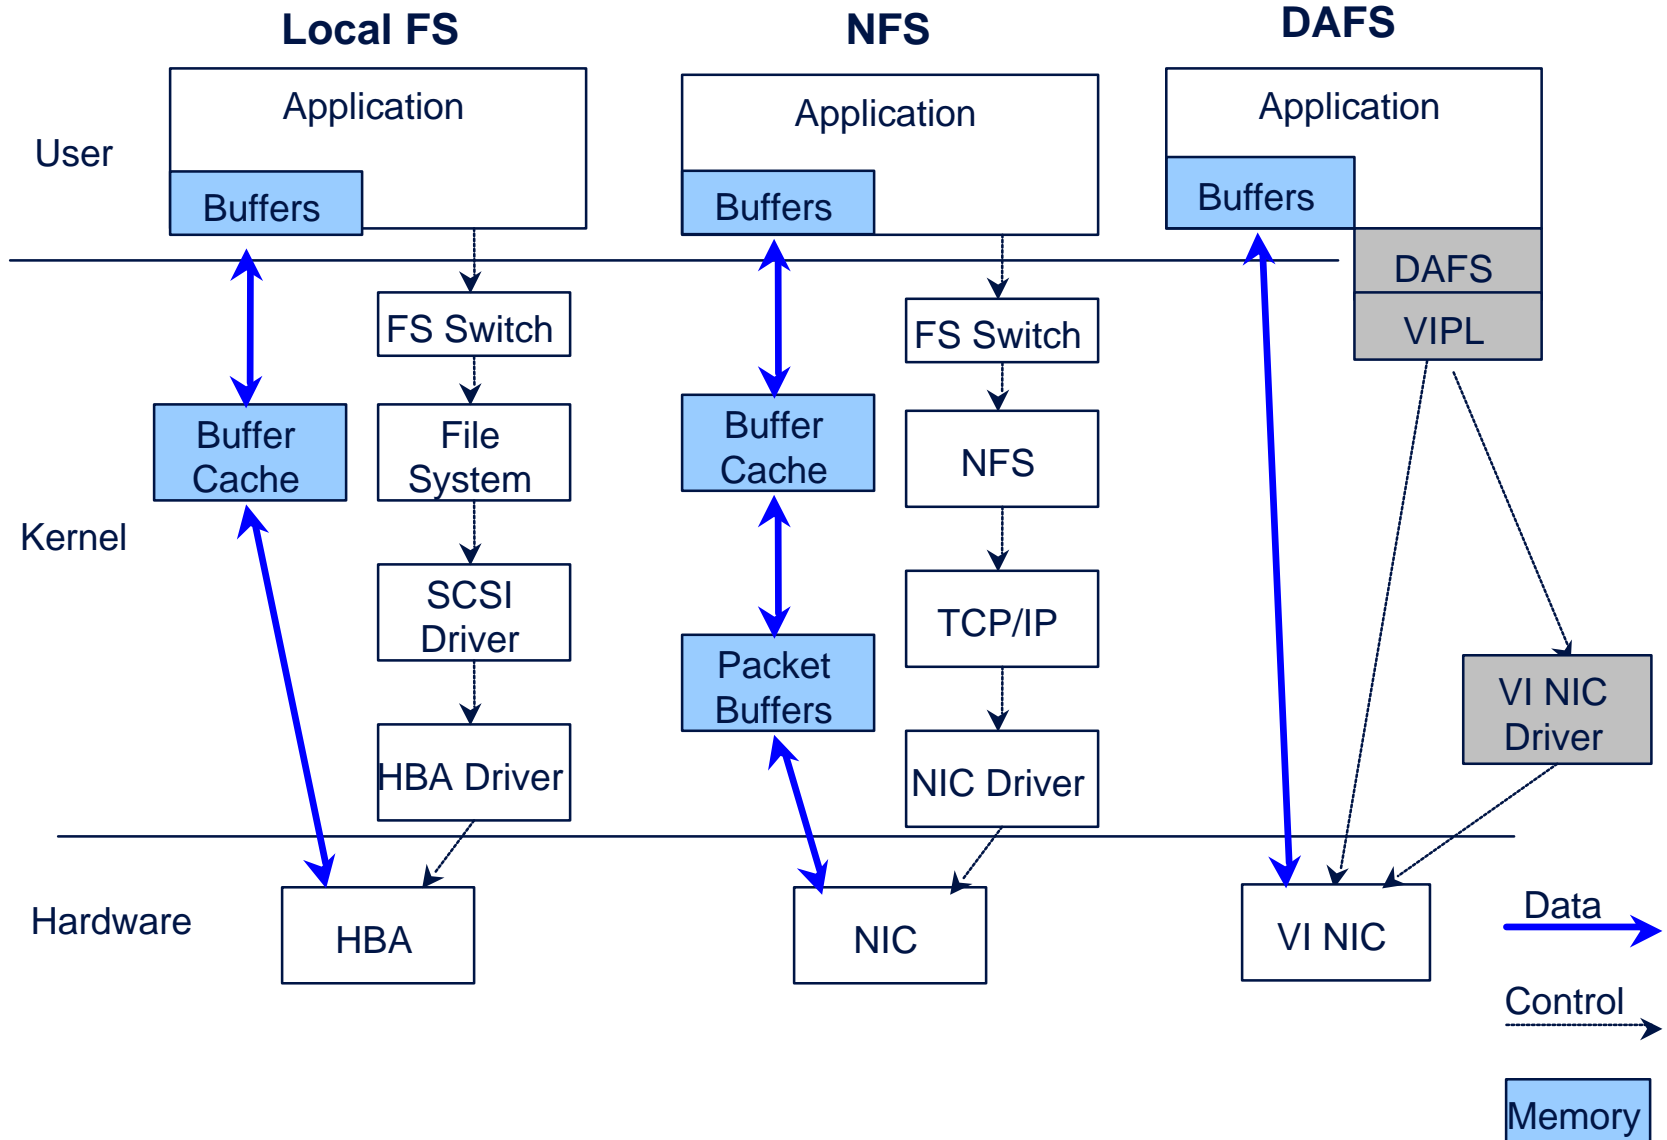 Local FS
NFS
DAFS
User
Application
Buffers
Application
Buffers
Application
Buffers
DAFS
VIPL
Kernel
FS Switch
Buffer
Cache
File
System
SCSI
Driver
HBA Driver
FS Switch
Buffer
Cache
NFS
TCP/IP
Packet
Buffers
NIC Driver
VI NIC
Driver
Hardware
HBA
NIC
VI NIC
Data
Control
Memory